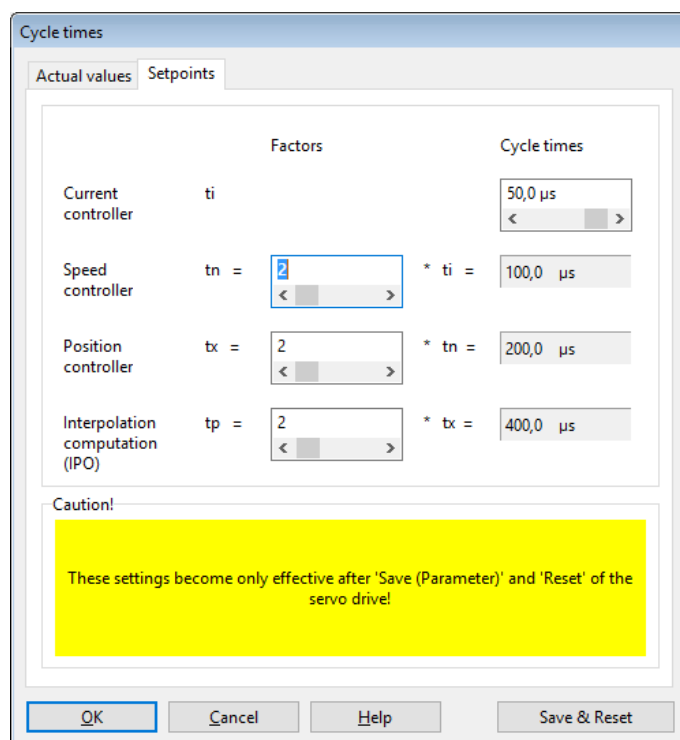 Cycle times
Actual values Setpoints
Factors Cycle times
Current
controller
ti
50,0 µs
Speed
controller
tn = 2 * ti = 100,0 µs
Position
controller
tx = 2 * tn = 200,0 µs
Interpolation
computation
(IPO)
tp = 2 * tx = 400,0 µs
Caution!
These settings become only effective after 'Save (Parameter)' and 'Reset' of the
servo drive!
OK Cancel Help Save & Reset